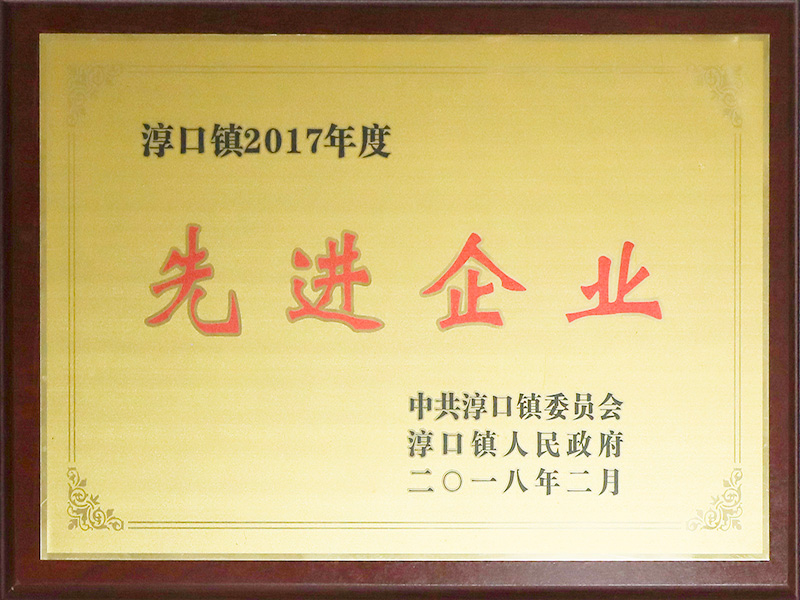 淳口镇2017年度
先进企业
中共淳口镇委员会
淳口镇人民政府
二〇一八年二月